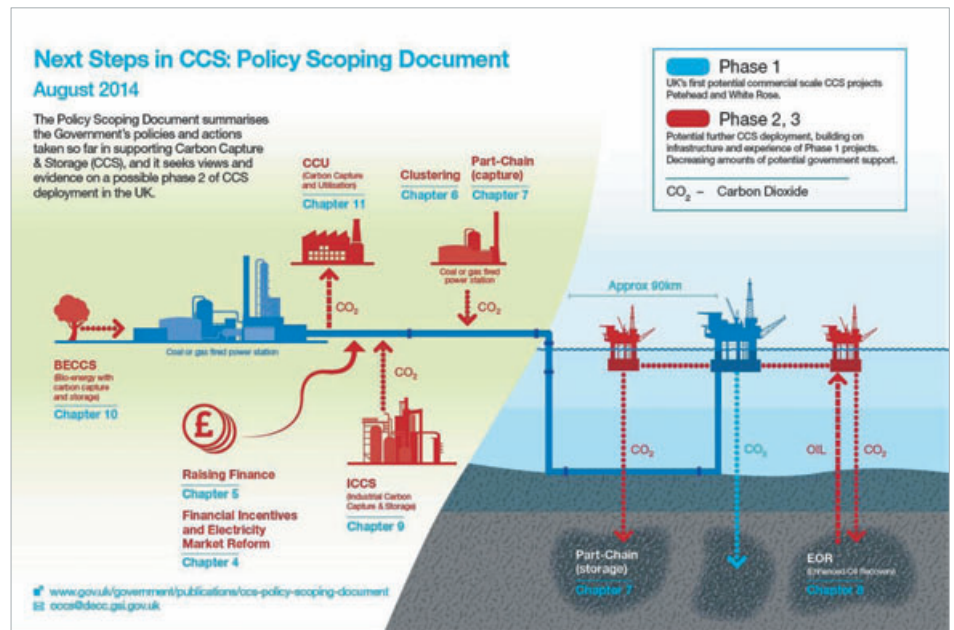 Next Steps in CCS: Policy Scoping Document
August 2014
The Policy Scoping Document summarises
the Government's policies and actions
taken so far in supporting Carbon Capture
& Storage (CCS), and it seeks views and
evidence on a possible phase 2 of CCS
deployment in the UK.
Phase 1
UK's first potential commercial scale CCS projects
Petehead and White Rose.
Phase 2, 3
Potential further CCS deployment, building on
infrastructure and experience of Phase 1 projects.
Decreasing amounts of potential government support.
CO₂ – Carbon Dioxide
CCU
(Carbon Capture
and Utilisation)
Chapter 11
Clustering
Chapter 6
Part-Chain
(capture)
Chapter 7
Coal or gas fired
power station
CO₂
CO₂
Approx 90km
Coal or gas fired power station
BECCS
(Bio-energy with
carbon capture
and storage)
Chapter 10
CO₂
£
Raising Finance
Chapter 5
Financial Incentives
and Electricity
Market Reform
Chapter 4
ICCS
(Industrial Carbon
Capture & Storage)
Chapter 9
CO₂
CO₂
OIL
CO₂
Part-Chain
(storage)
Chapter 7
EOR
(Enhanced Oil Recovery)
Chapter 8
www.gov.uk/government/publications/ccs-policy-scoping-document
occs@decc.gsi.gov.uk